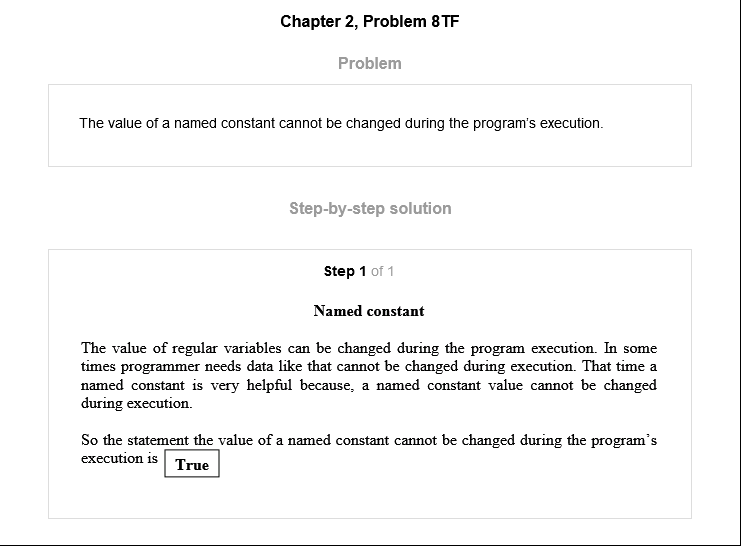 Chapter 2, Problem 8TF
Problem
The value of a named constant cannot be changed during the program's execution.
Step-by-step solution
Step 1 of 1
Named constant
The value of regular variables can be changed during the program execution. In some
times programmer needs data like that cannot be changed during execution. That time a
named constant is very helpful because, a named constant value cannot be changed
during execution.
So the statement the value of a named constant cannot be changed during the program's
execution is True